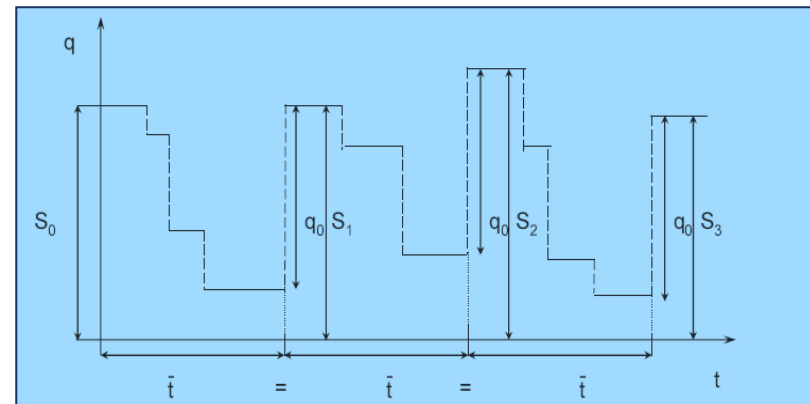 q
S₀ q₀ S₁ q₀ S₂ q₀ S₃
t̄ = t̄ = t̄ t